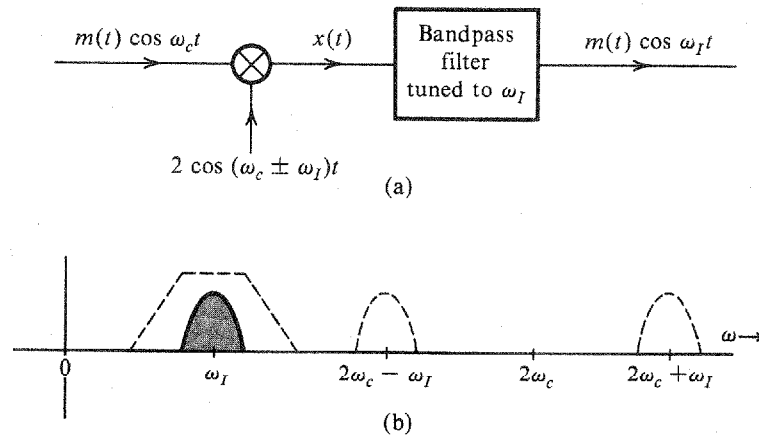 m(t) cos ω_c t
x(t)
Bandpass
filter
tuned to ω_I
m(t) cos ω_I t
2 cos (ω_c ± ω_I)t
(a)
ω→
0
ω_I
2ω_c − ω_I
2ω_c
2ω_c + ω_I
(b)